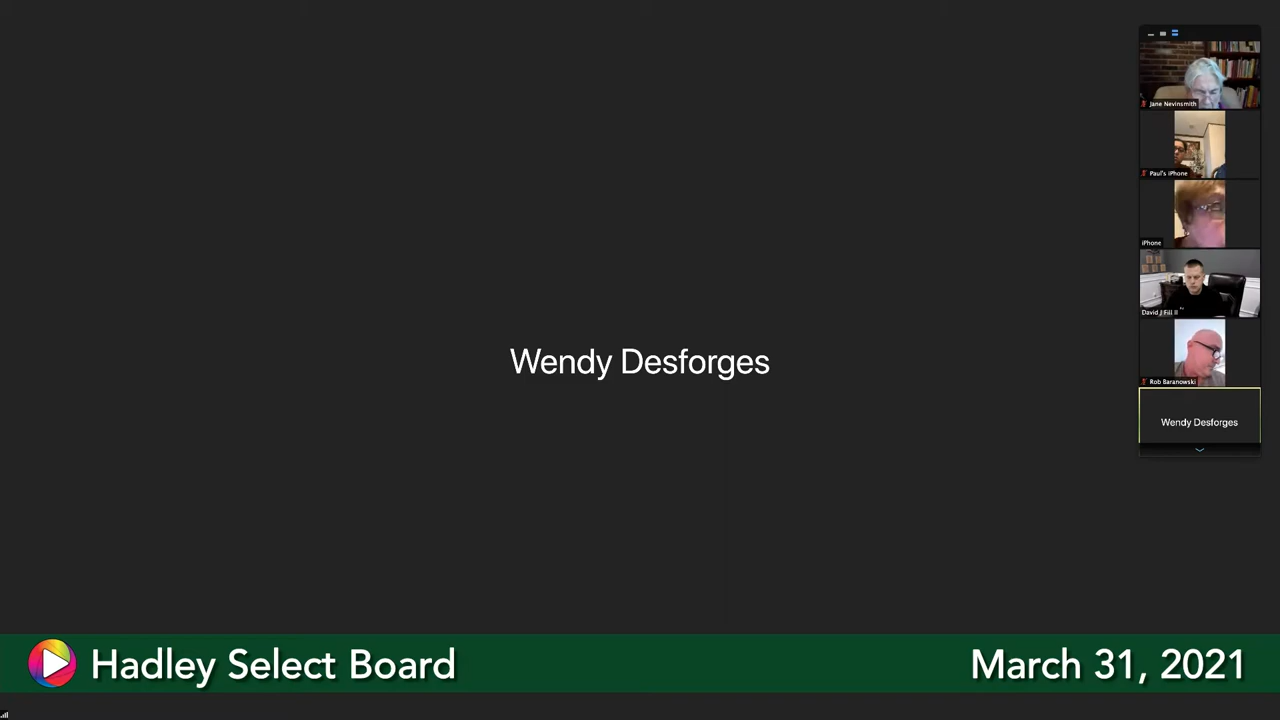 Jane Nevinsmith
Paul's iPhone
iPhone
David J Fill II
Rob Baranowski
Wendy Desforges
Wendy Desforges
Hadley Select Board
March 31, 2021